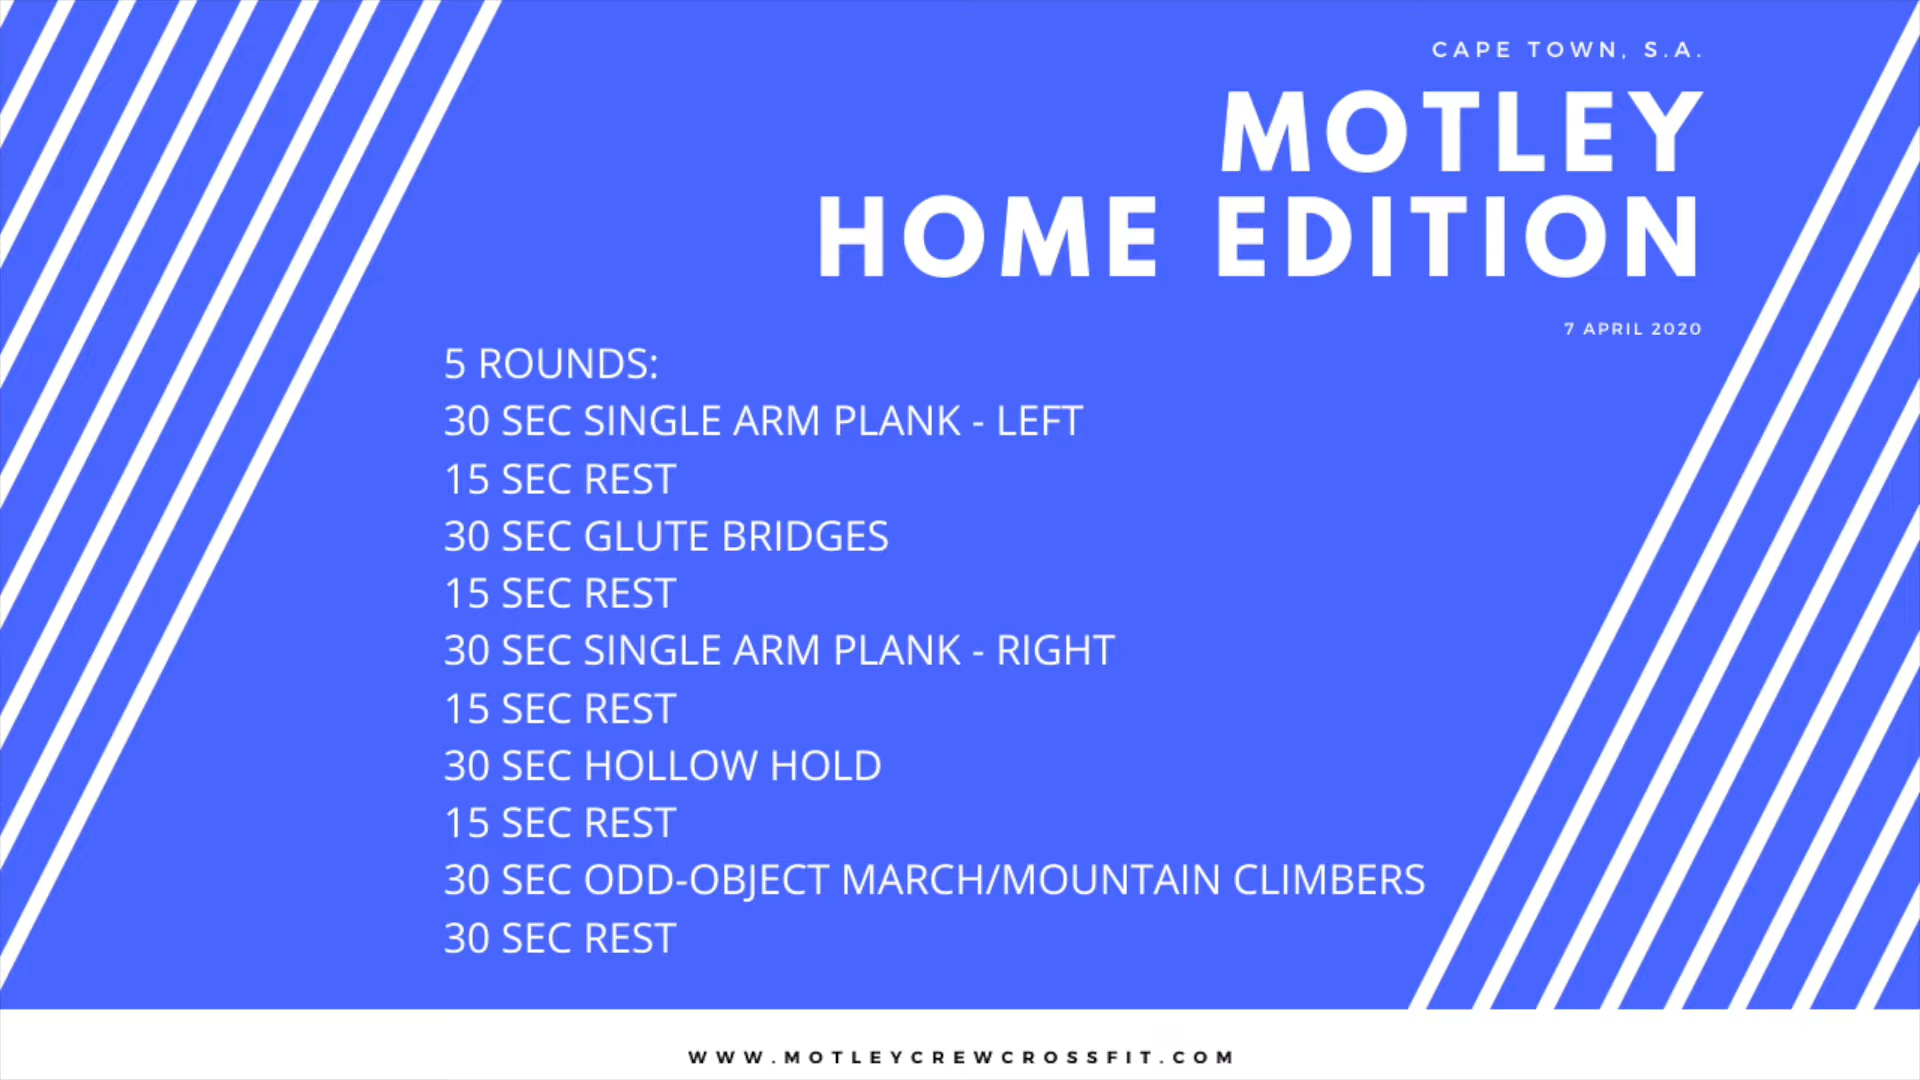 CAPE TOWN, S.A.
MOTLEY
HOME EDITION
7 APRIL 2020
5 ROUNDS:
30 SEC SINGLE ARM PLANK - LEFT
15 SEC REST
30 SEC GLUTE BRIDGES
15 SEC REST
30 SEC SINGLE ARM PLANK - RIGHT
15 SEC REST
30 SEC HOLLOW HOLD
15 SEC REST
30 SEC ODD-OBJECT MARCH/MOUNTAIN CLIMBERS
30 SEC REST
WWW.MOTLEYCREWCROSSFIT.COM